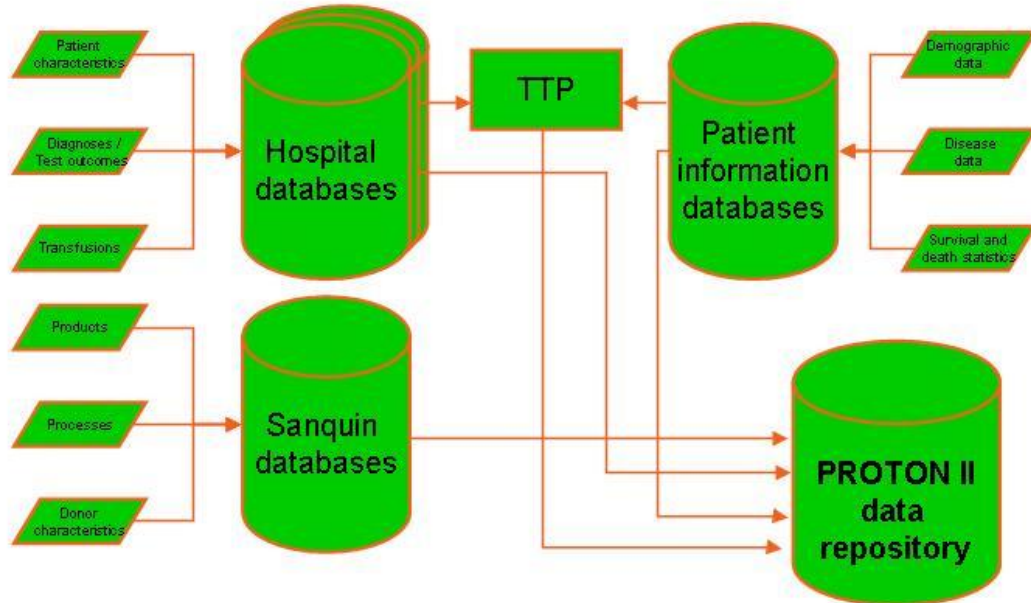 Patient
characteristics
Diagnoses /
Test outcomes
Transfusions
Hospital
databases
TTP
Patient
information
databases
Demographic
data
Disease
data
Survival and
death statistics
Products
Processes
Donor
characteristics
Sanquin
databases
PROTON II
data
repository